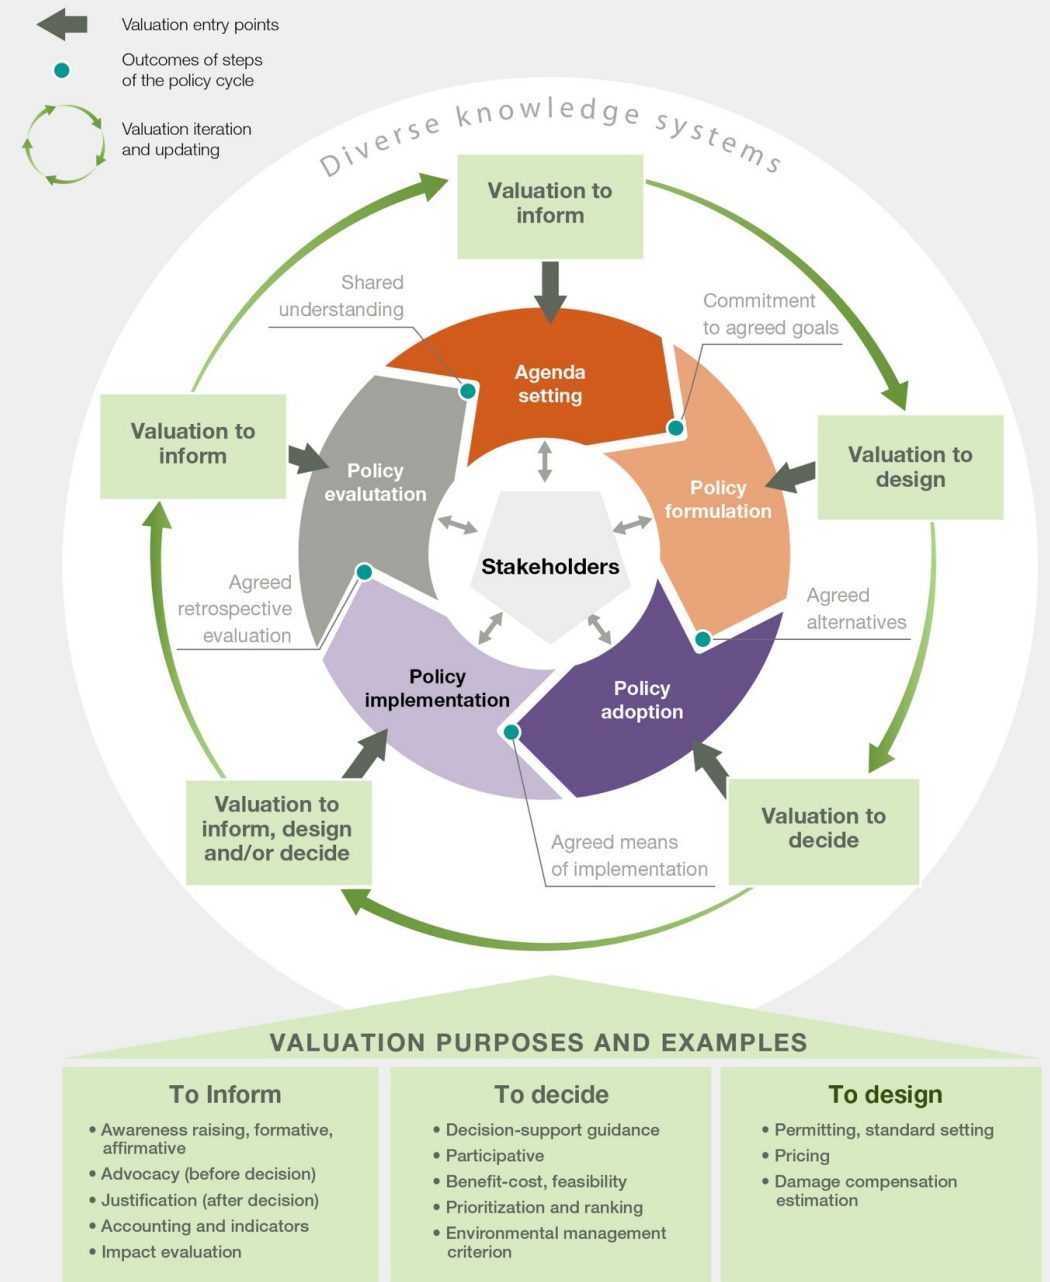 Valuation entry points
Outcomes of steps
of the policy cycle
Valuation iteration
and updating
Diverse knowledge systems
Valuation to
inform
Shared
understanding
Commitment
to agreed goals
Agenda
setting
Valuation to
inform
Valuation to
design
Policy
evalutation
Policy
formulation
Stakeholders
Agreed
retrospective
evaluation
Agreed
alternatives
Policy
implementation
Policy
adoption
Valuation to
inform, design
and/or decide
Valuation to
decide
Agreed means
of implementation
VALUATION PURPOSES AND EXAMPLES
To Inform
• Awareness raising, formative,
affirmative
• Advocacy (before decision)
• Justification (after decision)
• Accounting and indicators
• Impact evaluation
To decide
• Decision-support guidance
• Participative
• Benefit-cost, feasibility
• Prioritization and ranking
• Environmental management
criterion
To design
• Permitting, standard setting
• Pricing
• Damage compensation
estimation